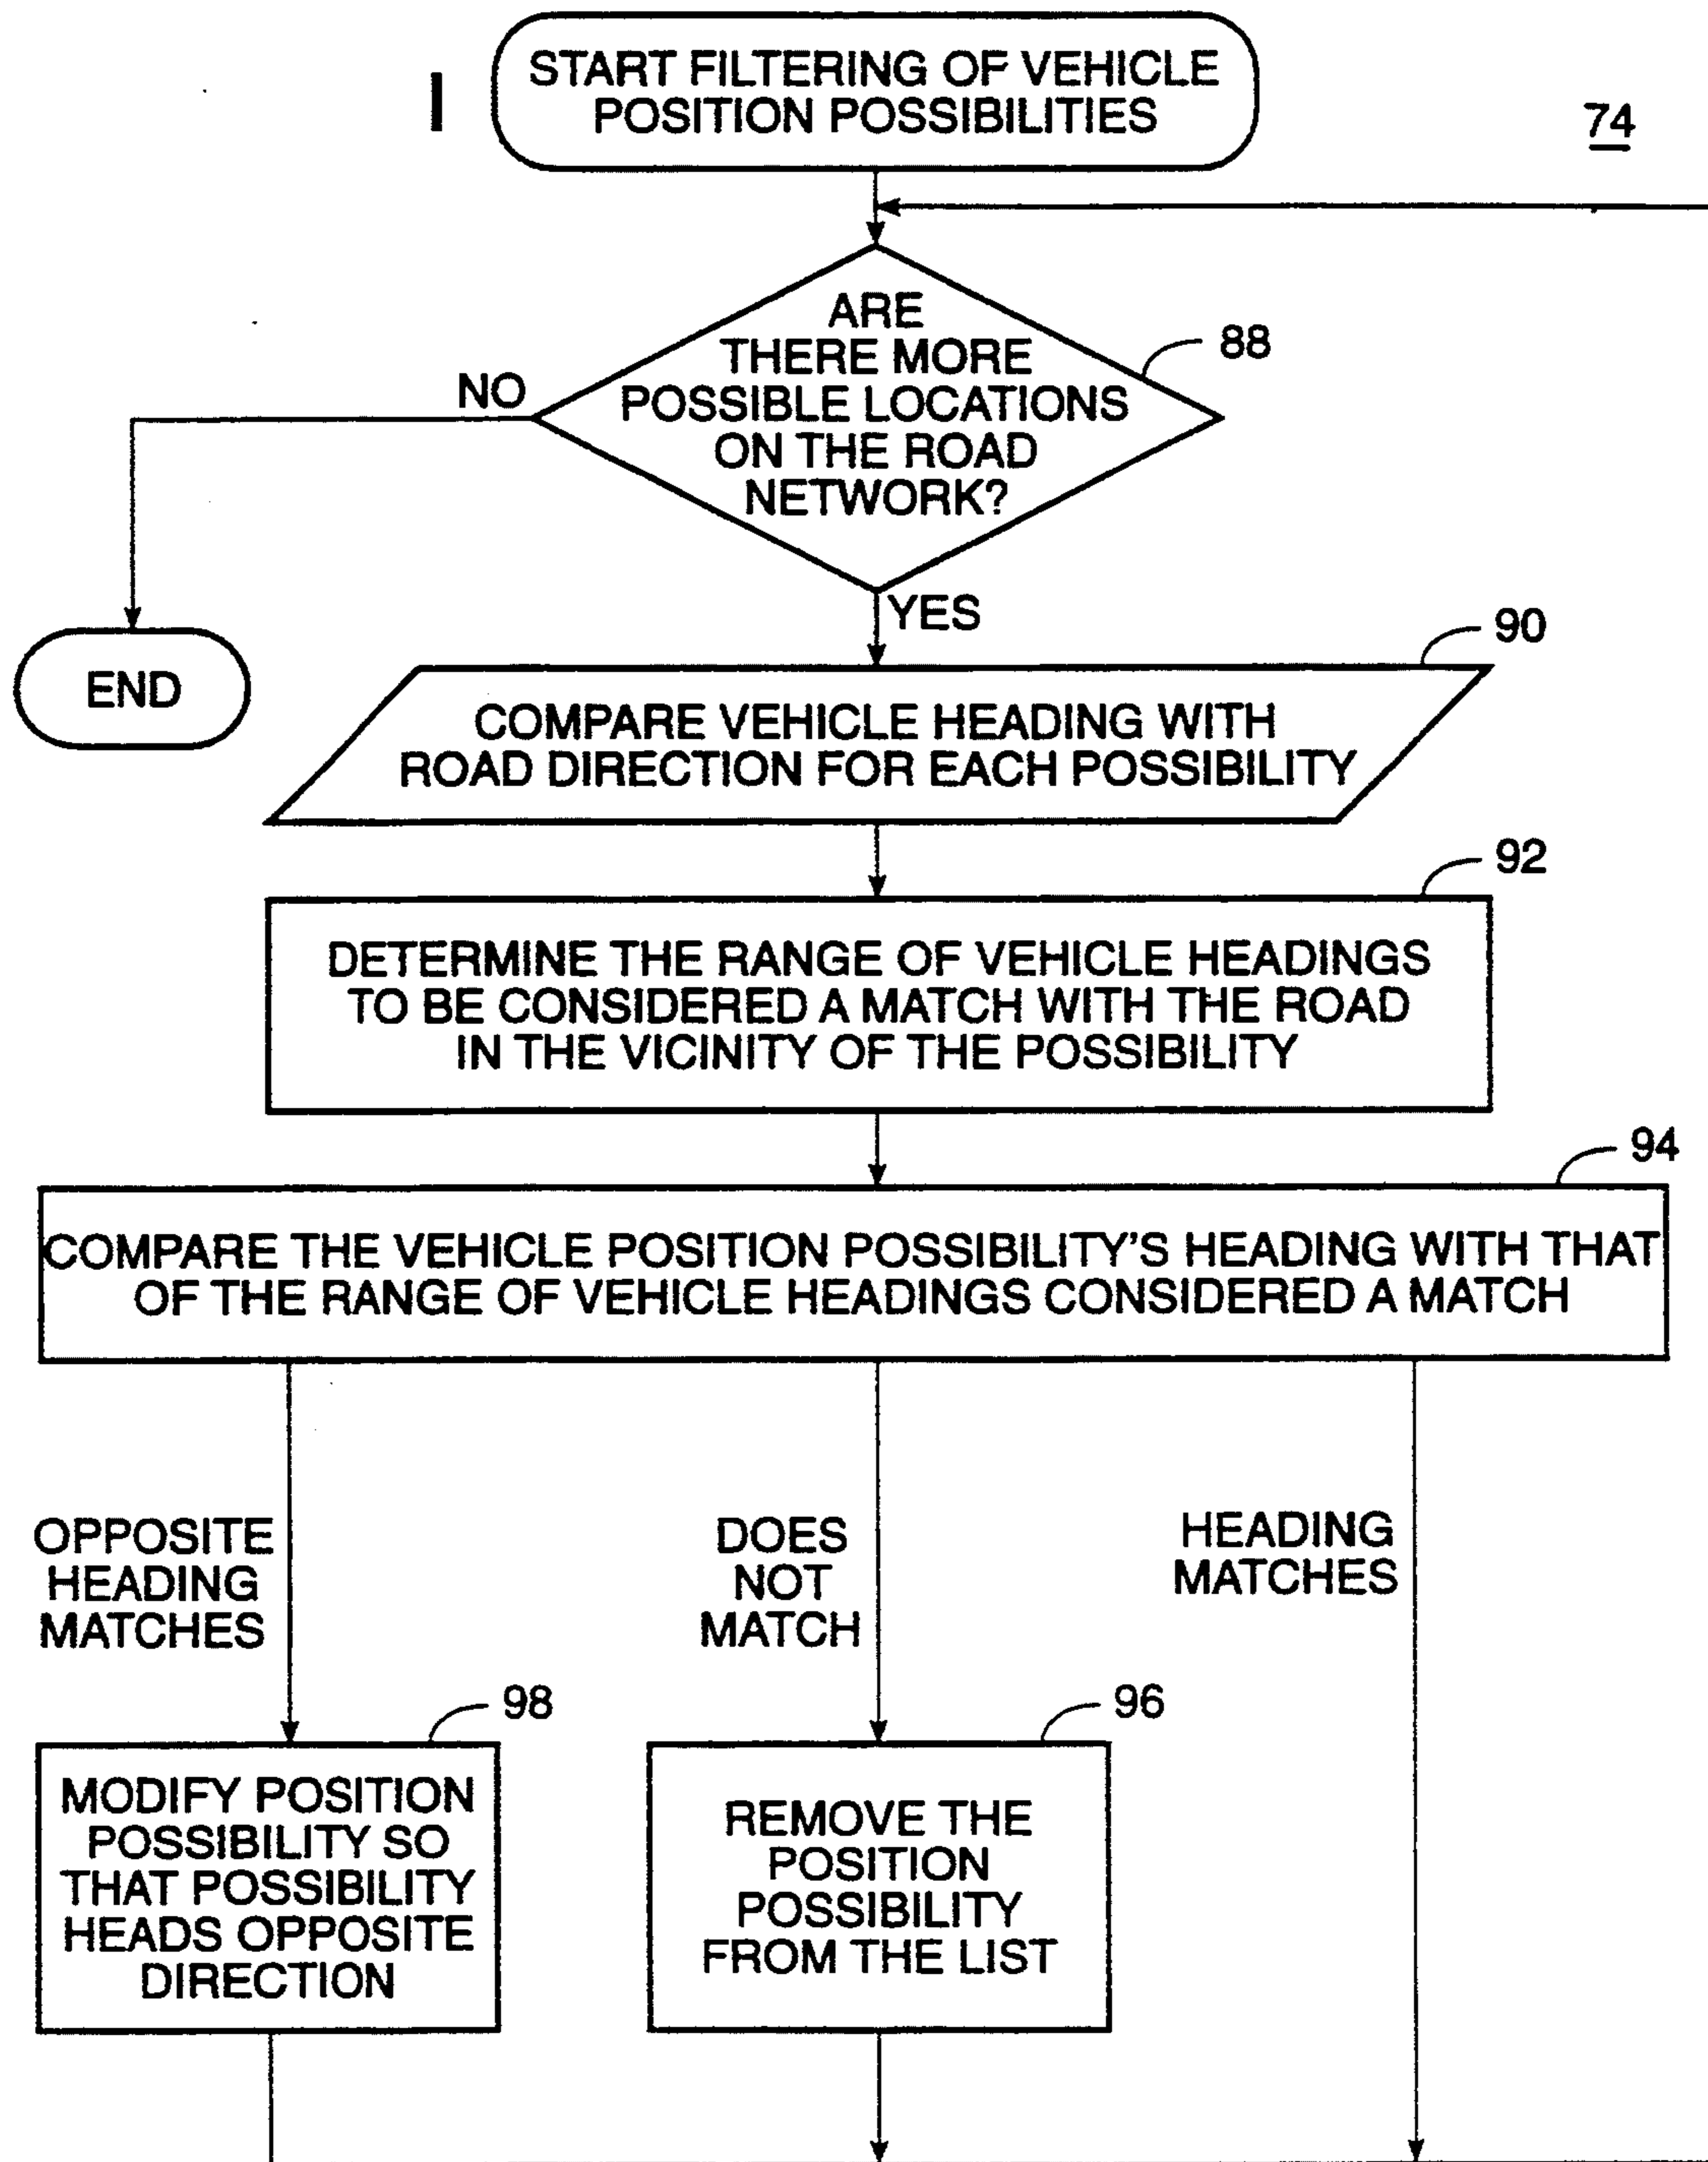 START FILTERING OF VEHICLE
POSITION POSSIBILITIES
74
ARE
THERE MORE
POSSIBLE LOCATIONS
ON THE ROAD
NETWORK?
88
NO
YES
END
90
COMPARE VEHICLE HEADING WITH
ROAD DIRECTION FOR EACH POSSIBILITY
92
DETERMINE THE RANGE OF VEHICLE HEADINGS
TO BE CONSIDERED A MATCH WITH THE ROAD
IN THE VICINITY OF THE POSSIBILITY
94
COMPARE THE VEHICLE POSITION POSSIBILITY'S HEADING WITH THAT
OF THE RANGE OF VEHICLE HEADINGS CONSIDERED A MATCH
OPPOSITE
HEADING
MATCHES
DOES
NOT
MATCH
HEADING
MATCHES
98
MODIFY POSITION
POSSIBILITY SO
THAT POSSIBILITY
HEADS OPPOSITE
DIRECTION
96
REMOVE THE
POSITION
POSSIBILITY
FROM THE LIST